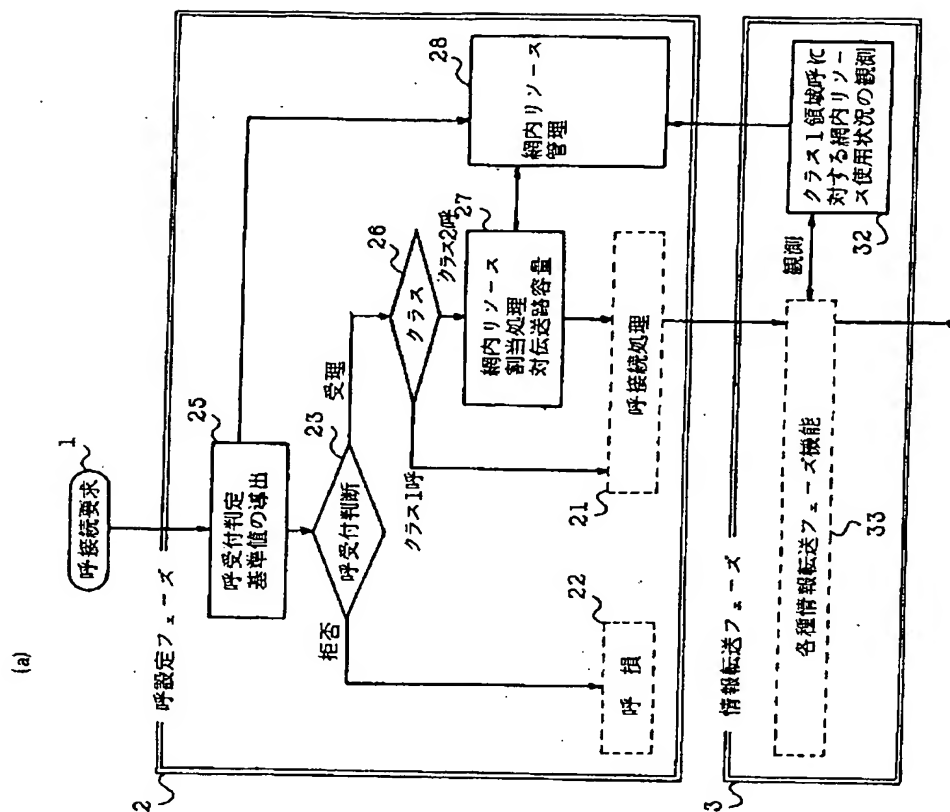 (a)
呼接続要求
1
2
呼設定フェーズ
25
呼受付判定
基準値の導出
23
呼受付判断
拒否
受理
26
クラス
クラス1呼
クラス2呼
27
網内リソース
割当処理
対伝送路容量
28
網内リソース
管理
22
呼 損
21
呼接続処理
3
情報転送フェーズ
各種情報転送フェーズ機能
33
観測
クラス1領域呼に
対する網内リソー
ス使用状況の観測
32